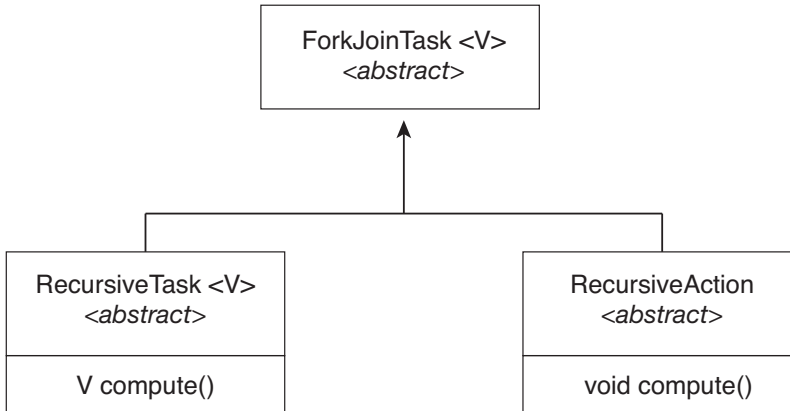 ForkJoinTask <V>
<abstract>
RecursiveTask <V>
<abstract>
V compute()
RecursiveAction
<abstract>
void compute()